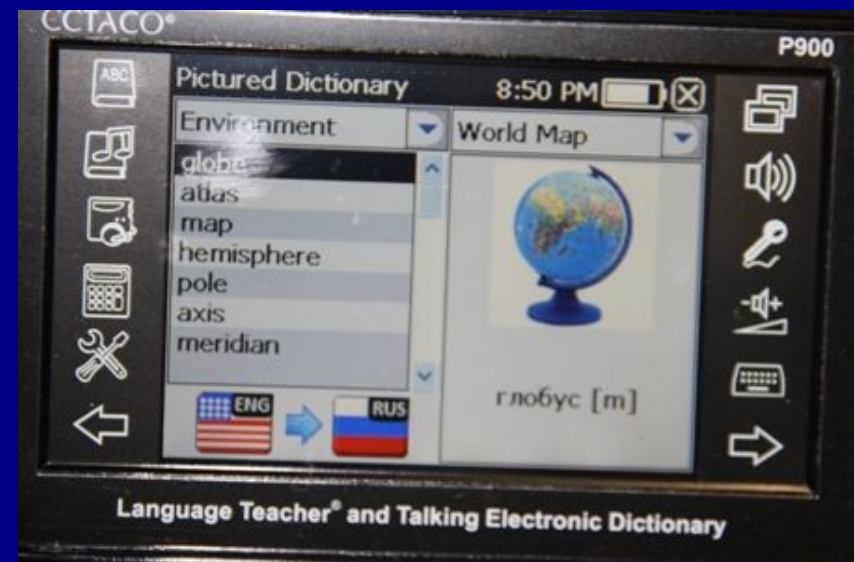 CCTACO®
P900
ABC
Pictured Dictionary 8:50 PM
Environment
World Map
globe
atlas
map
hemisphere
pole
axis
meridian
глобус [m]
ENG
RUS
Language Teacher® and Talking Electronic Dictionary